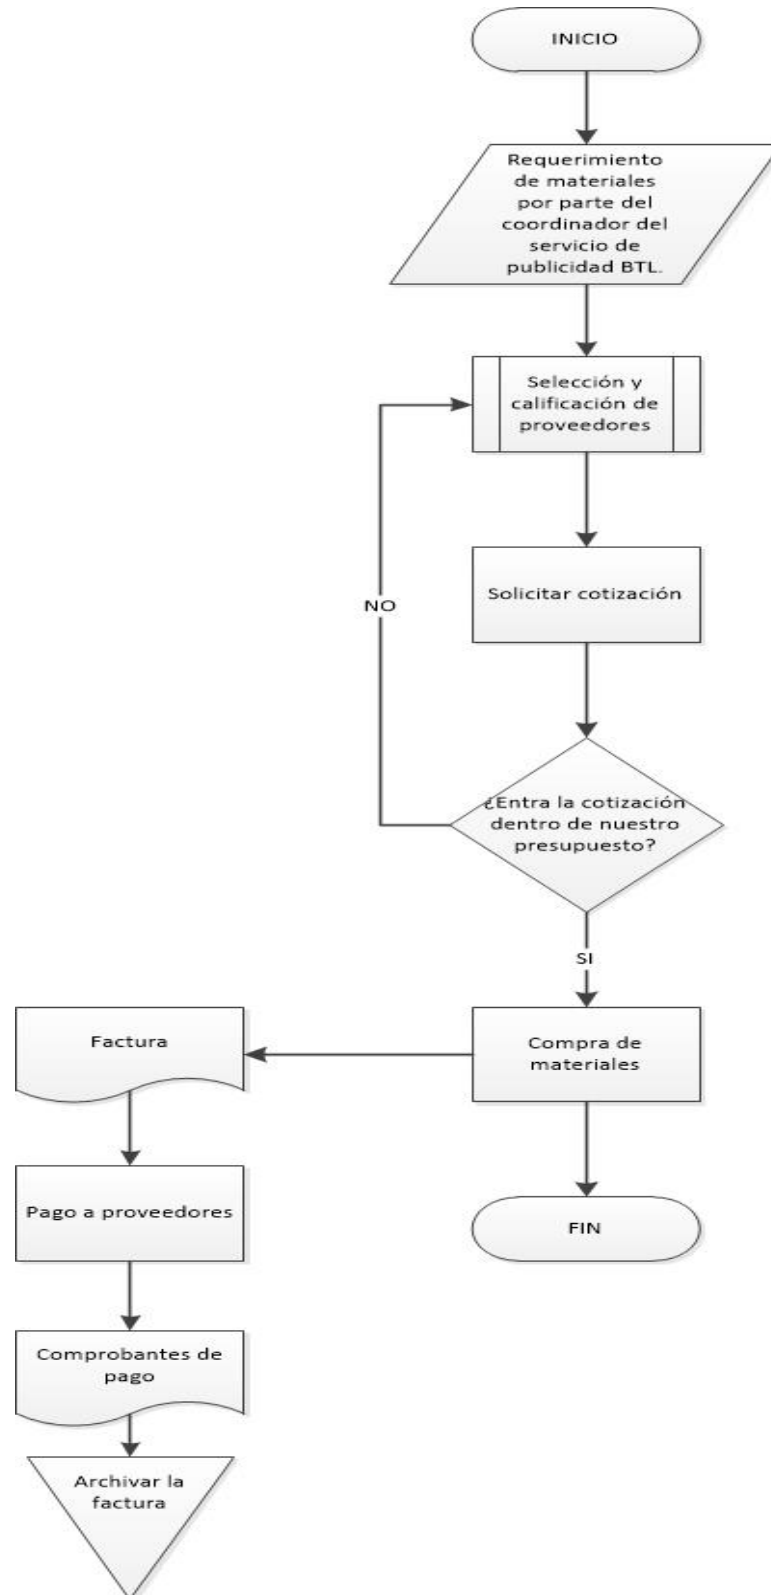 INICIO
Requerimiento
de materiales
por parte del
coordinador del
servicio de
publicidad BTL.
Selección y
calificación de
proveedores
Solicitar cotización
NO
¿Entra la cotización
dentro de nuestro
presupuesto?
SI
Compra de
materiales
Factura
Pago a proveedores
FIN
Comprobantes de
pago
Archivar la
factura